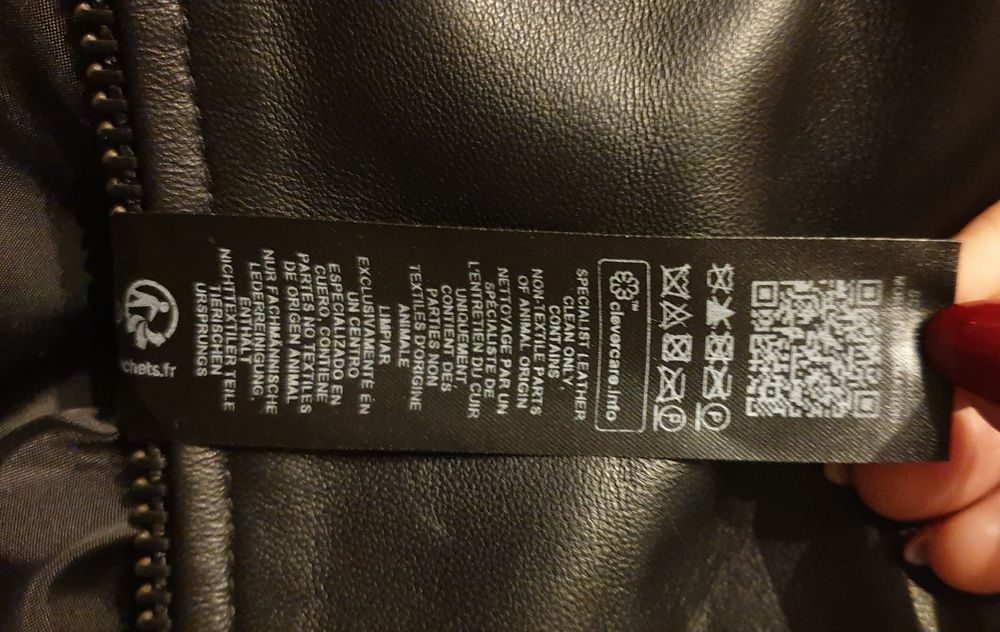 clevercare.info
SPECIALIST LEATHER
CLEAN ONLY
CONTAINS
NON-TEXTILE PARTS
OF ANIMAL ORIGIN
NETTOYAGE PAR UN
SPECIALISTE DE
L'ENTRETIEN DU CUIR
UNIQUEMENT
CONTIENT DES
PARTIES NON
TEXTILES D'ORIGINE
ANIMALE
LIMPIAR
EXCLUSIVAMENTE EN
UN CENTRO
ESPECIALIZADO EN
CUERO CONTIENE
PARTES NO TEXTILES
DE ORIGEN ANIMAL
NUR FACHMÄNNISCHE
LEDERREINIGUNG,
ENTHÄLT
NICHTTEXTILER TEILE
TIERISCHEN
URSPRUNGS
chets.fr